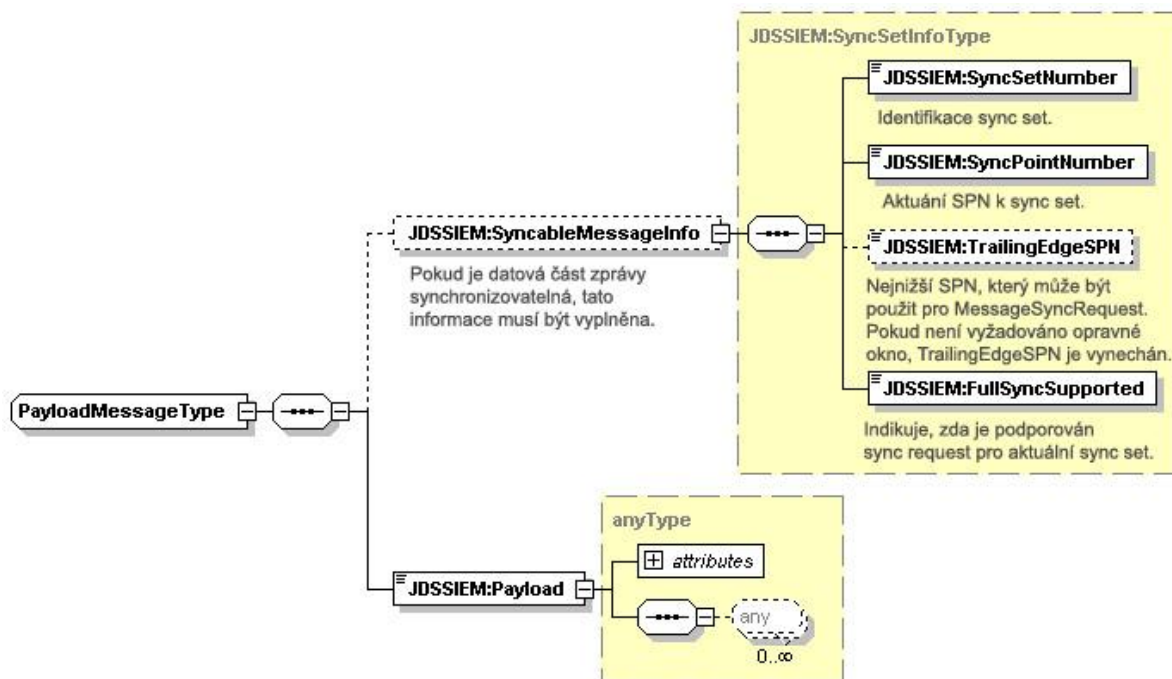 JDSSIEM:SyncSetInfoType
JDSSIEM:SyncSetNumber
Identifikace sync set.
JDSSIEM:SyncPointNumber
Aktuání SPN k sync set.
JDSSIEM:SyncableMessageInfo
Pokud je datová část zprávy
synchronizovatelná, tato
informace musí být vyplněna.
JDSSIEM:TrailingEdgeSPN
Nejnižší SPN, který může být
použit pro MessageSyncRequest.
Pokud není vyžadováno opravné
okno, TrailingEdgeSPN je vynechán.
JDSSIEM:FullSyncSupported
Indikuje, zda je podporován
sync request pro aktuální sync set.
PayloadMessageType
anyType
attributes
JDSSIEM:Payload
any
0..∞